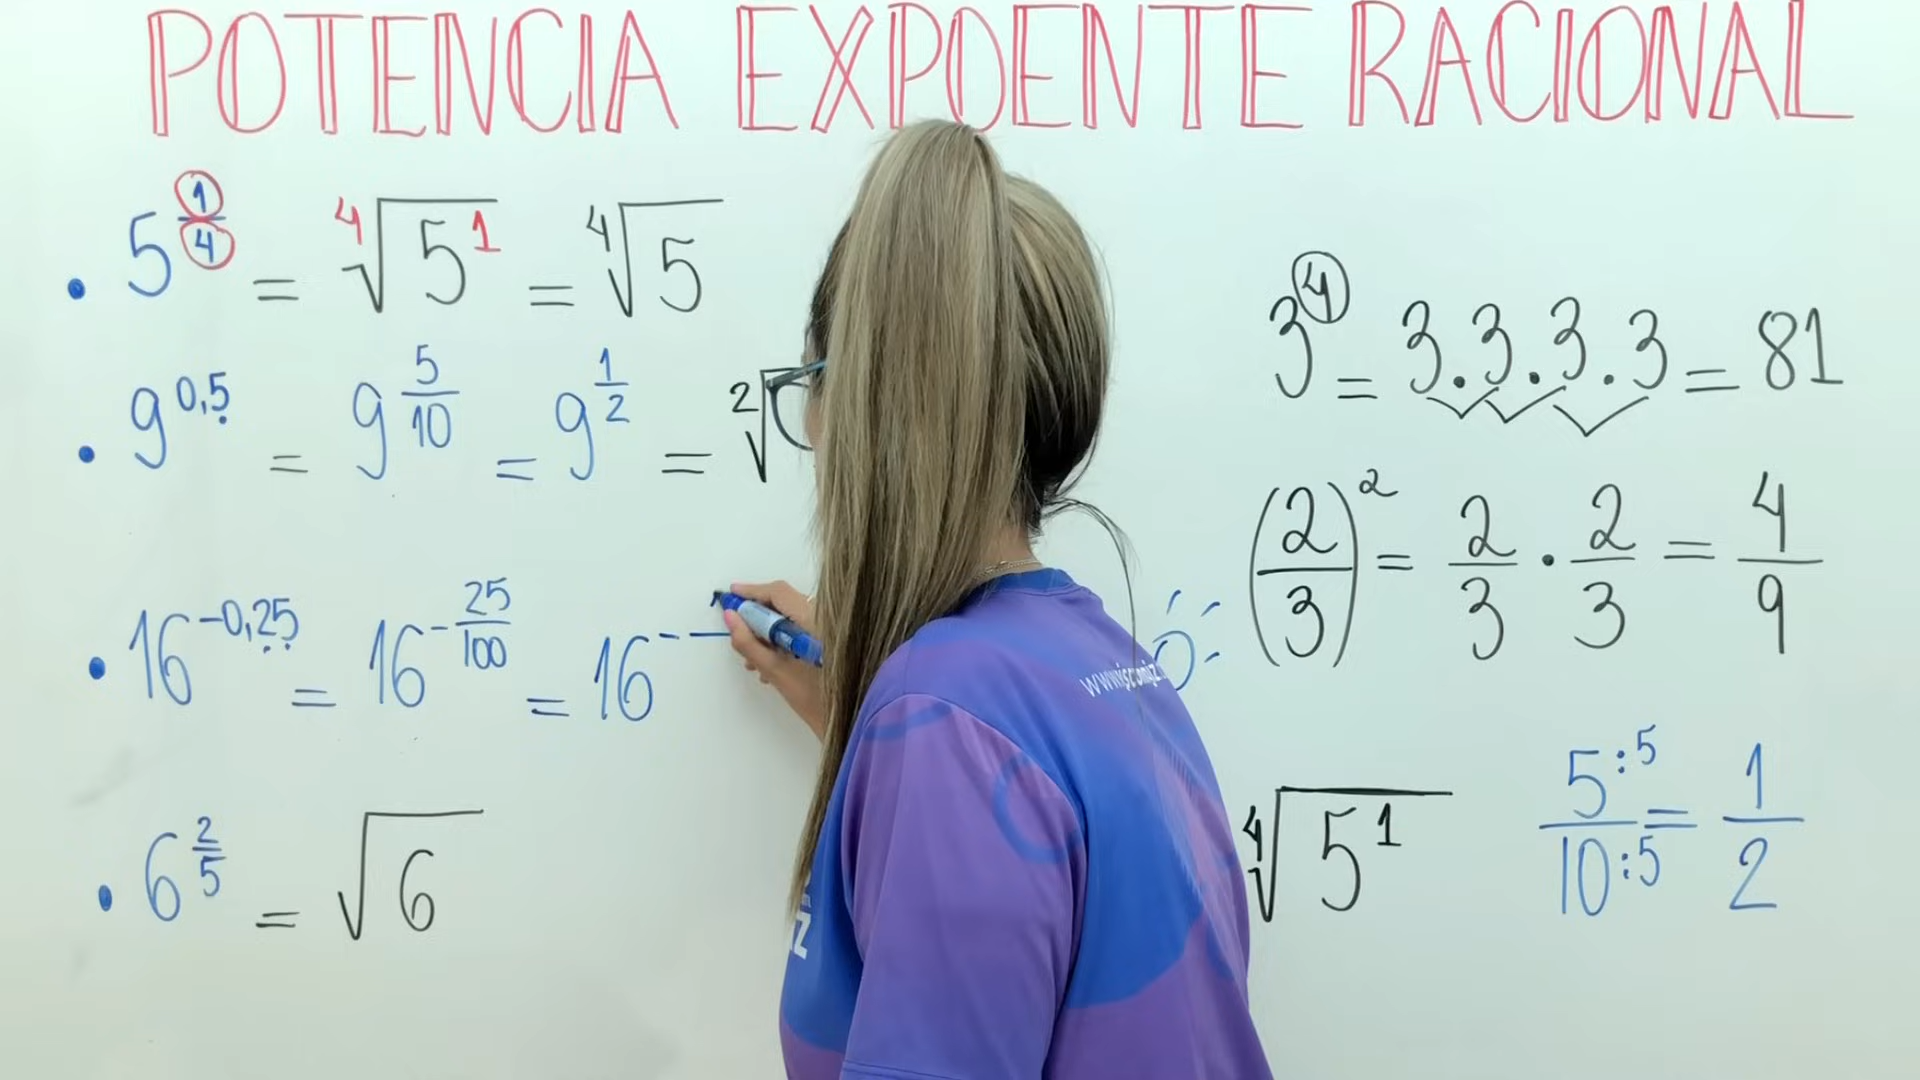 POTENCIA EXPOENTE RACIONAL
• 5^(1/4) = ⁴√5¹ = ⁴√5
• 9^0,5 = 9^(5/10) = 9^(1/2) = ²√
• 16^-0,25 = 16^-(25/100) = 16^-
• 6^(2/5) = √6
3⁴ = 3.3.3.3 = 81
(2/3)² = 2/3 · 2/3 = 4/9
⁴√5¹
5:5/10:5 = 1/2